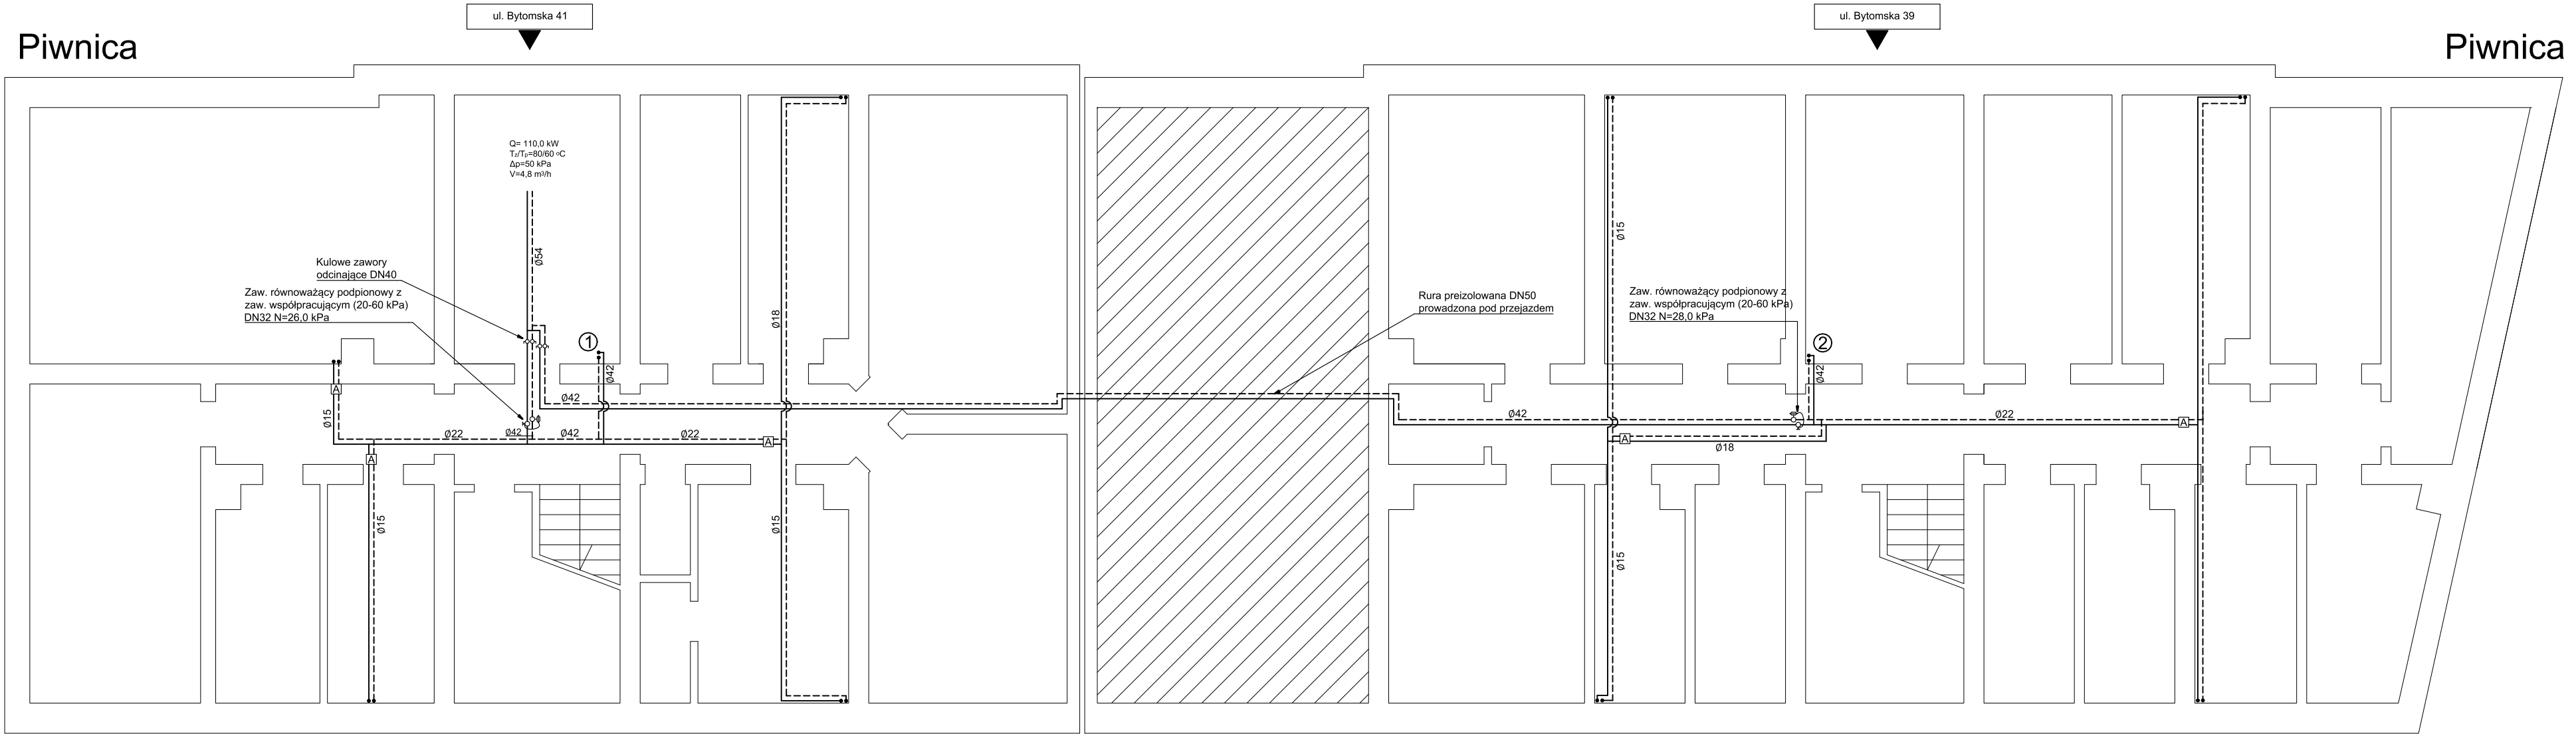 ul. Bytomska 41
ul. Bytomska 39
Piwnica
Piwnica
Q= 110,0 kW
Tz/Tp=80/60 ºC
Δp=50 kPa
V=4,8 m³/h
Ø54
Kulowe zawory
odcinające DN40
Zaw. równoważący podpionowy z
zaw. współpracującym (20-60 kPa)
DN32 N=26,0 kPa
1
Ø42
Ø18
Ø42
A
Ø15
Ø22
Ø42
Ø42
Ø22
A
A
Ø15
Ø15
Rura preizolowana DN50
prowadzona pod przejazdem
Ø15
Zaw. równoważący podpionowy z
zaw. współpracującym (20-60 kPa)
DN32 N=28,0 kPa
2
Ø42
Ø42
Ø22
A
A
Ø18
Ø15